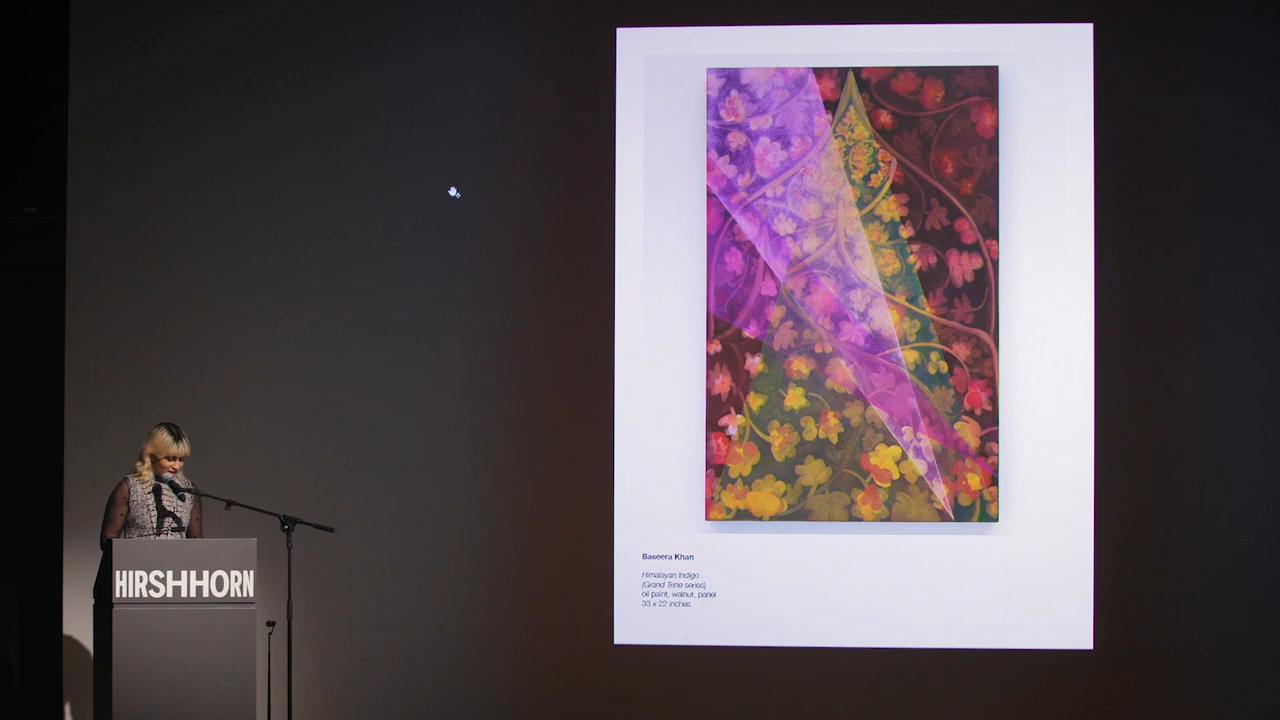 HIRSHHORN
Baseera Khan
Himalayan Indigo
(Grand Trine series)
oil paint, walnut, panel
33 x 22 inches